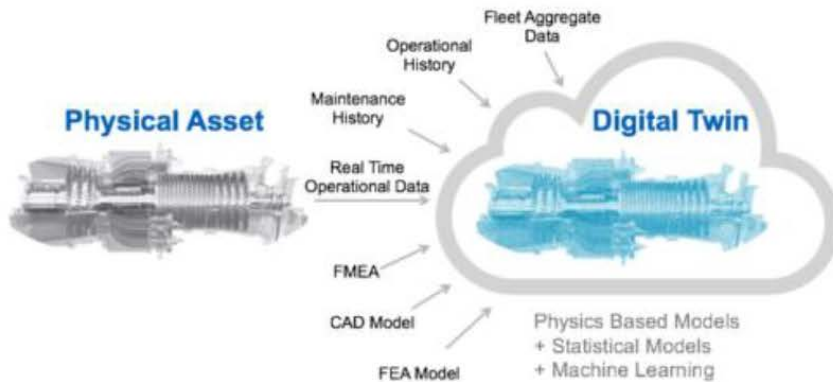 Fleet Aggregate
Data
Operational
History
Physical Asset
Maintenance
History
Digital Twin
Real Time
Operational Data
FMEA
CAD Model
FEA Model
Physics Based Models
+ Statistical Models
+ Machine Learning